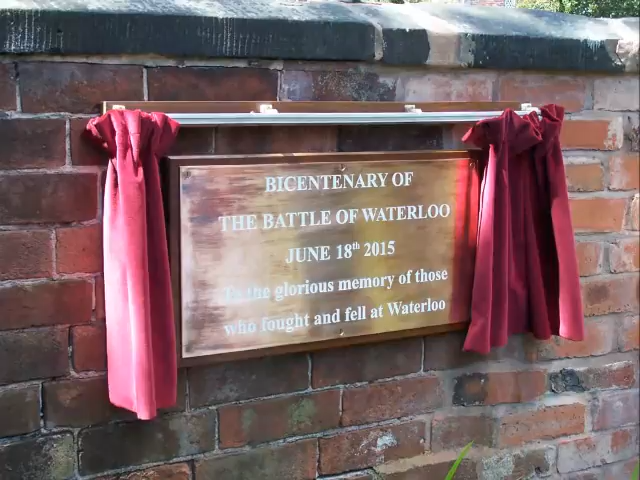 BICENTENARY OF
THE BATTLE OF WATERLOO
JUNE 18th 2015
To the glorious memory of those
who fought and fell at Waterloo